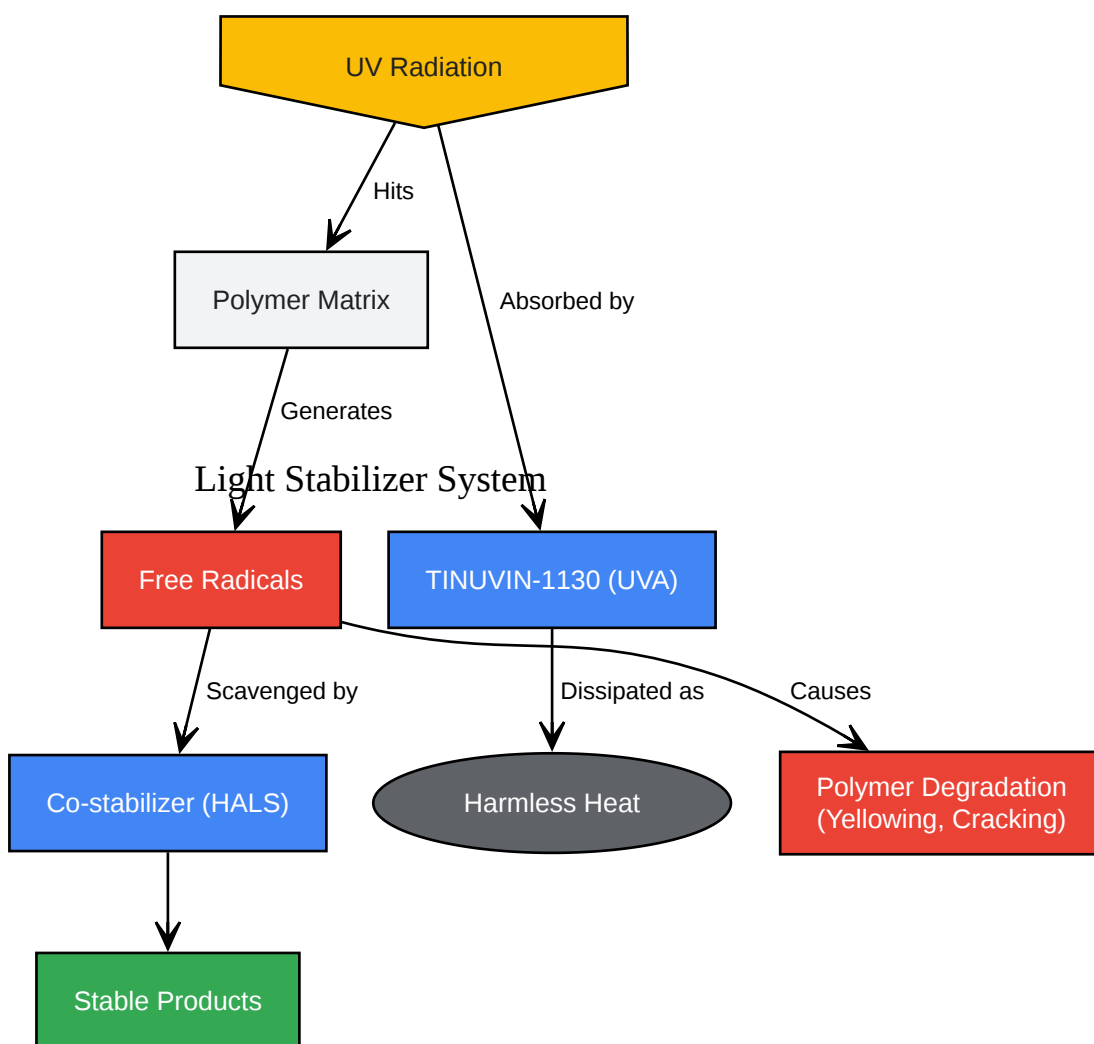 UV Radiation
Hits
Polymer Matrix
Absorbed by
Generates
Light Stabilizer System
Free Radicals
TINUVIN-1130 (UVA)
Scavenged by
Dissipated as
Causes
Co-stabilizer (HALS)
Harmless Heat
Polymer Degradation
(Yellowing, Cracking)
Stable Products